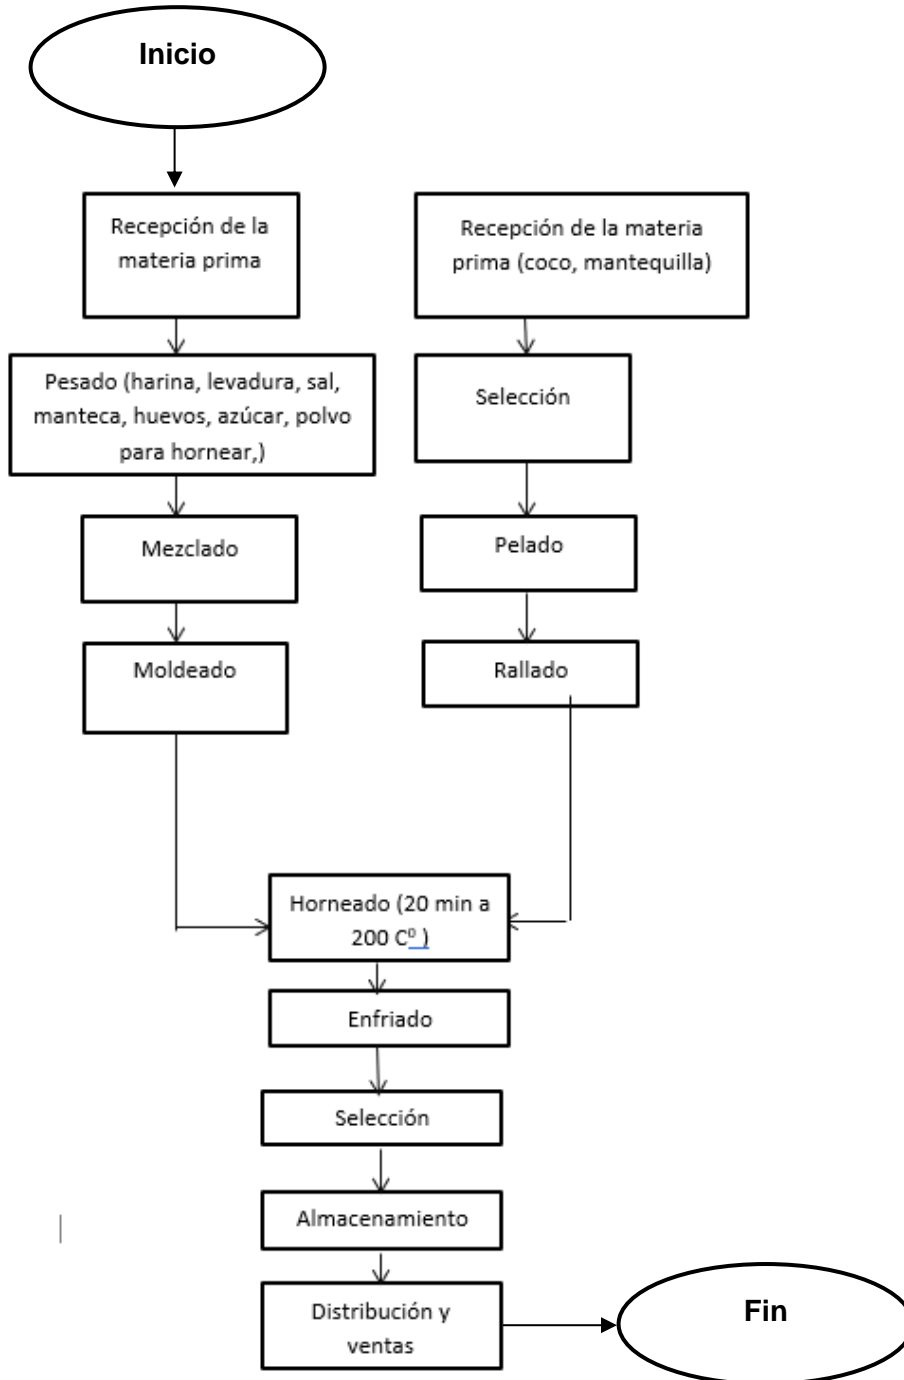 Inicio
Recepción de la
materia prima
Recepción de la materia
prima (coco, mantequilla)
Pesado (harina, levadura, sal,
manteca, huevos, azúcar, polvo
para hornear,)
Selección
Mezclado
Pelado
Moldeado
Rallado
Horneado (20 min a
200 C⁰ )
Enfriado
Selección
Almacenamiento
Distribución y
ventas
Fin